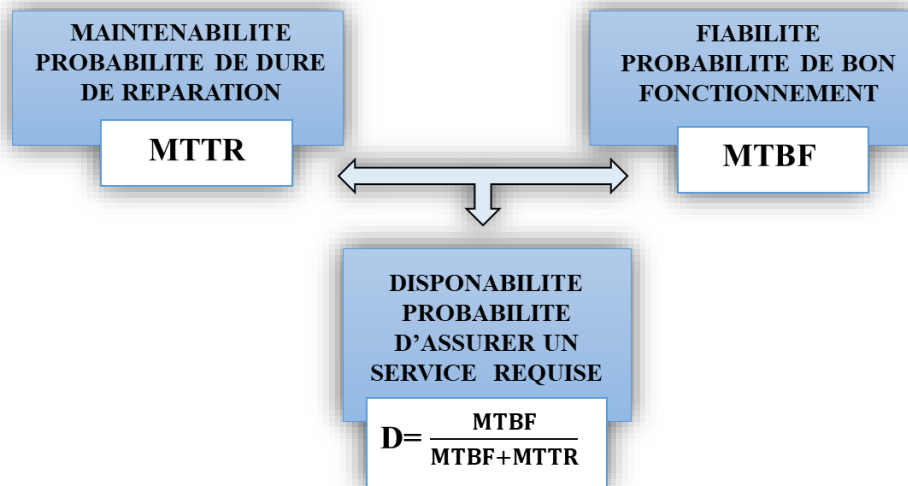 MAINTENABILITE
PROBABILITE DE DURE
DE REPARATION
MTTR
FIABILITE
PROBABILITE DE BON
FONCTIONNEMENT
MTBF
DISPONABILITE
PROBABILITE
D'ASSURER UN
SERVICE REQUISE
D= MTBF
MTBF+MTTR